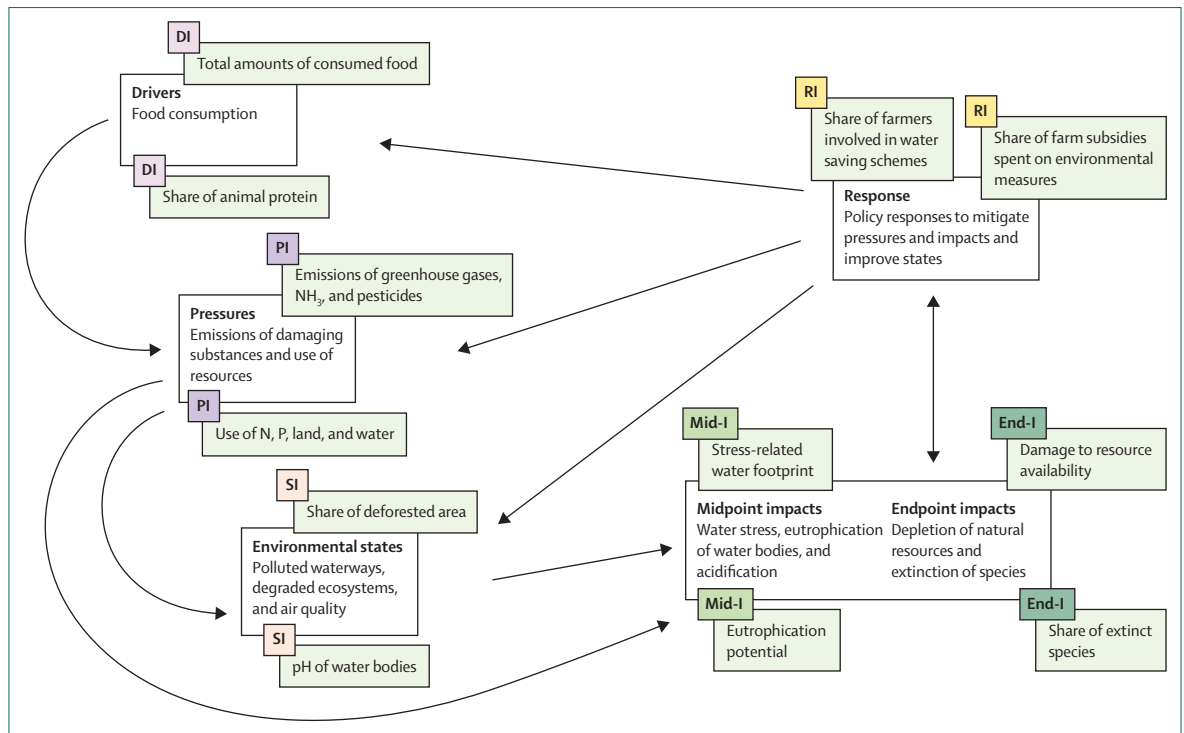 DI
Total amounts of consumed food
Drivers
Food consumption
DI
Share of animal protein
PI
Emissions of greenhouse gases,
NH₃, and pesticides
Pressures
Emissions of damaging
substances and use of
resources
PI
Use of N, P, land, and water
SI
Share of deforested area
Environmental states
Polluted waterways,
degraded ecosystems,
and air quality
SI
pH of water bodies
RI
Share of farmers
involved in water
saving schemes
RI
Share of farm subsidies
spent on environmental
measures
Response
Policy responses to mitigate
pressures and impacts and
improve states
Mid-I
Stress-related
water footprint
End-I
Damage to resource
availability
Midpoint impacts
Water stress, eutrophication
of water bodies, and
acidification
Endpoint impacts
Depletion of natural
resources and
extinction of species
Mid-I
Eutrophication
potential
End-I
Share of extinct
species